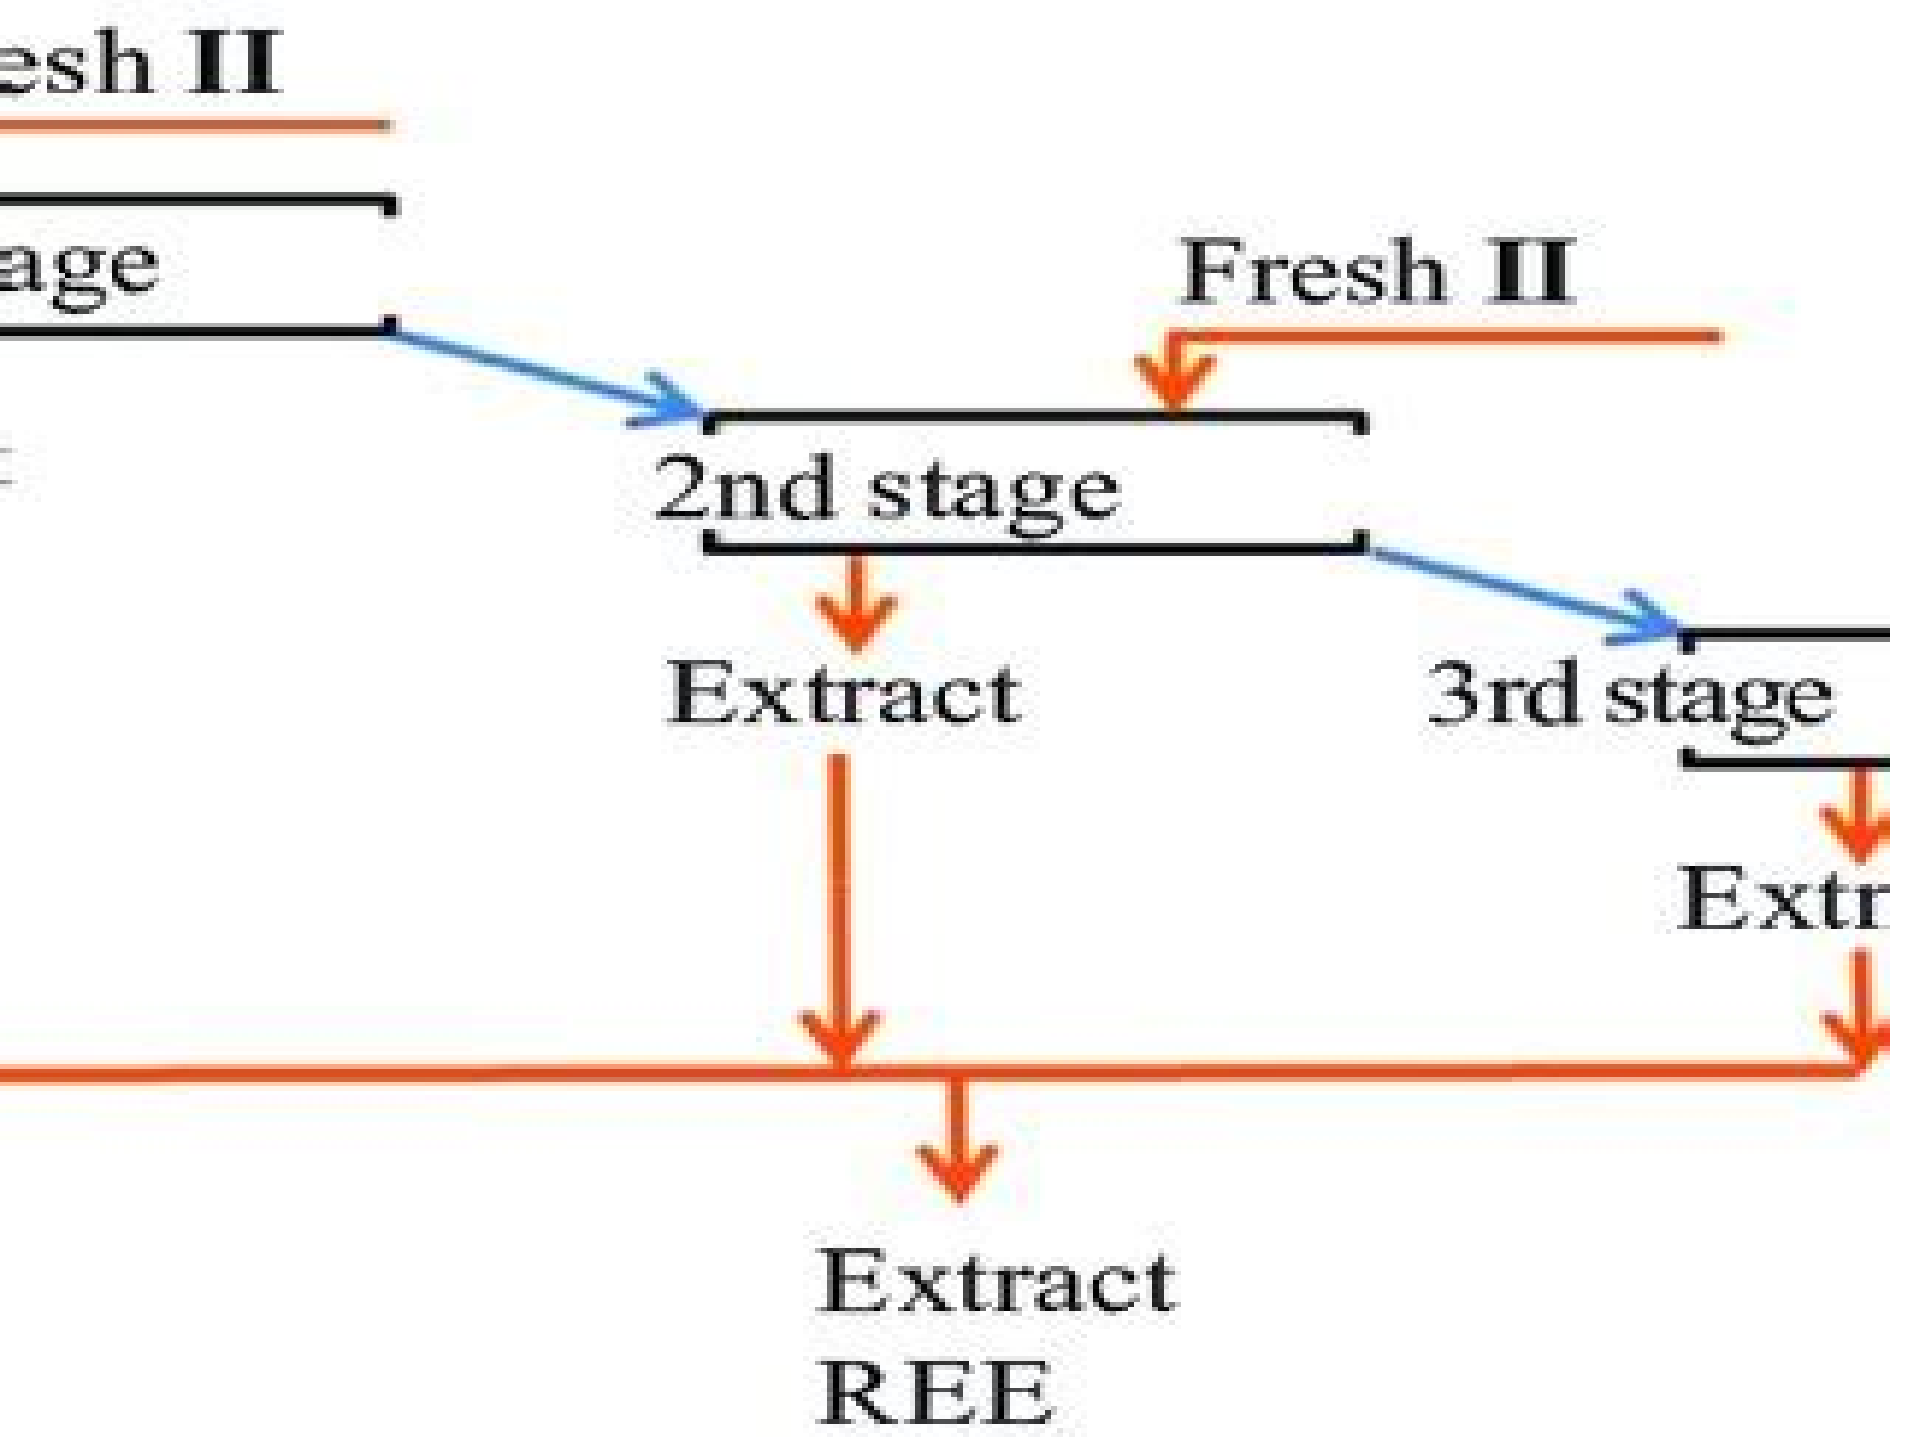 esh II
age
Fresh II
2nd stage
Extract
3rd stage
Extr
Extract
REE